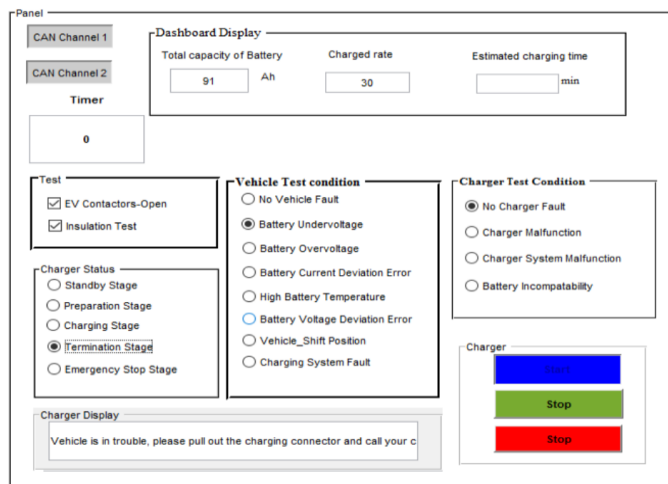 Panel
CAN Channel 1
CAN Channel 2
Timer
0
Dashboard Display
Total capacity of Battery
91
Ah
Charged rate
30
Estimated charging time
min
Test
EV Contactors-Open
Insulation Test
Charger Status
Standby Stage
Preparation Stage
Charging Stage
Termination Stage
Emergency Stop Stage
Vehicle Test condition
No Vehicle Fault
Battery Undervoltage
Battery Overvoltage
Battery Current Deviation Error
High Battery Temperature
Battery Voltage Deviation Error
Vehicle_Shift Position
Charging System Fault
Charger Test Condition
No Charger Fault
Charger Malfunction
Charger System Malfunction
Battery Incompatability
Charger
Start
Stop
Stop
Charger Display
Vehicle is in trouble, please pull out the charging connector and call your c